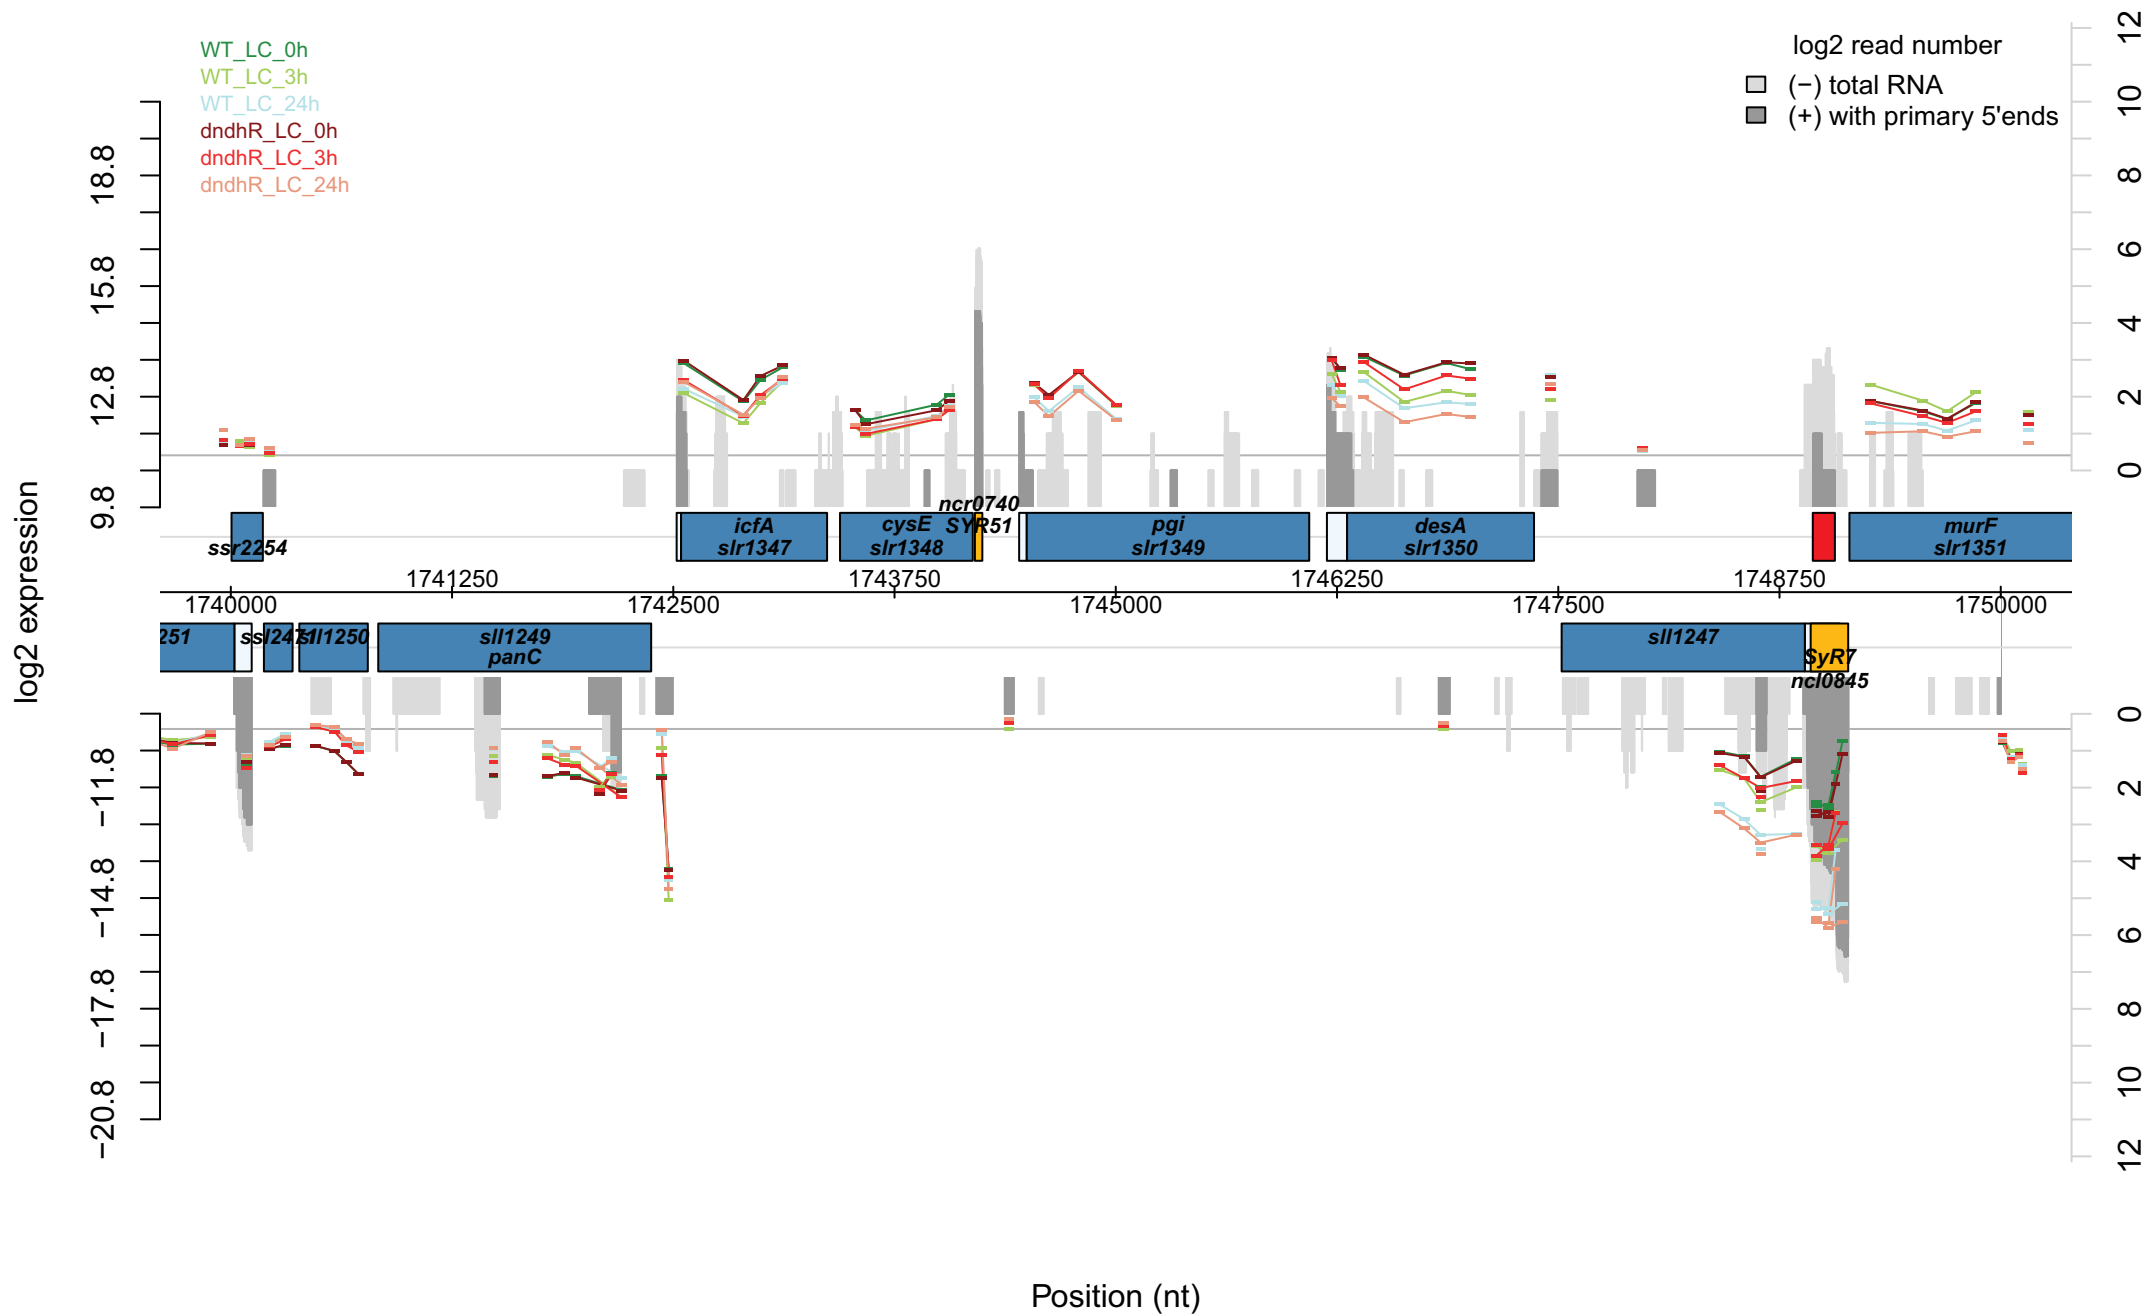 12
WT_LC_0h
log2 read number
WT_LC_3h
(−) total RNA
WT_LC_24h
10
(+) with primary 5'ends
dndhR_LC_0h
dndhR_LC_3h
dndhR_LC_24h
18.8
8
15.8
6
4
12.8
2
0
9.8
log2 expression
ncr0740
icfA
cysE
SYR51
pgi
desA
murF
ssr2254
slr1347
slr1348
slr1349
slr1350
slr1351
1741250
1743750
1746250
1748750
1740000
1742500
1745000
1747500
1750000
251
ssl2471
sll1250
sll1249
panC
sll1247
SyR7
ncl0845
0
−11.8
2
−14.8
4
6
−17.8
8
−20.8
10
12
Position (nt)